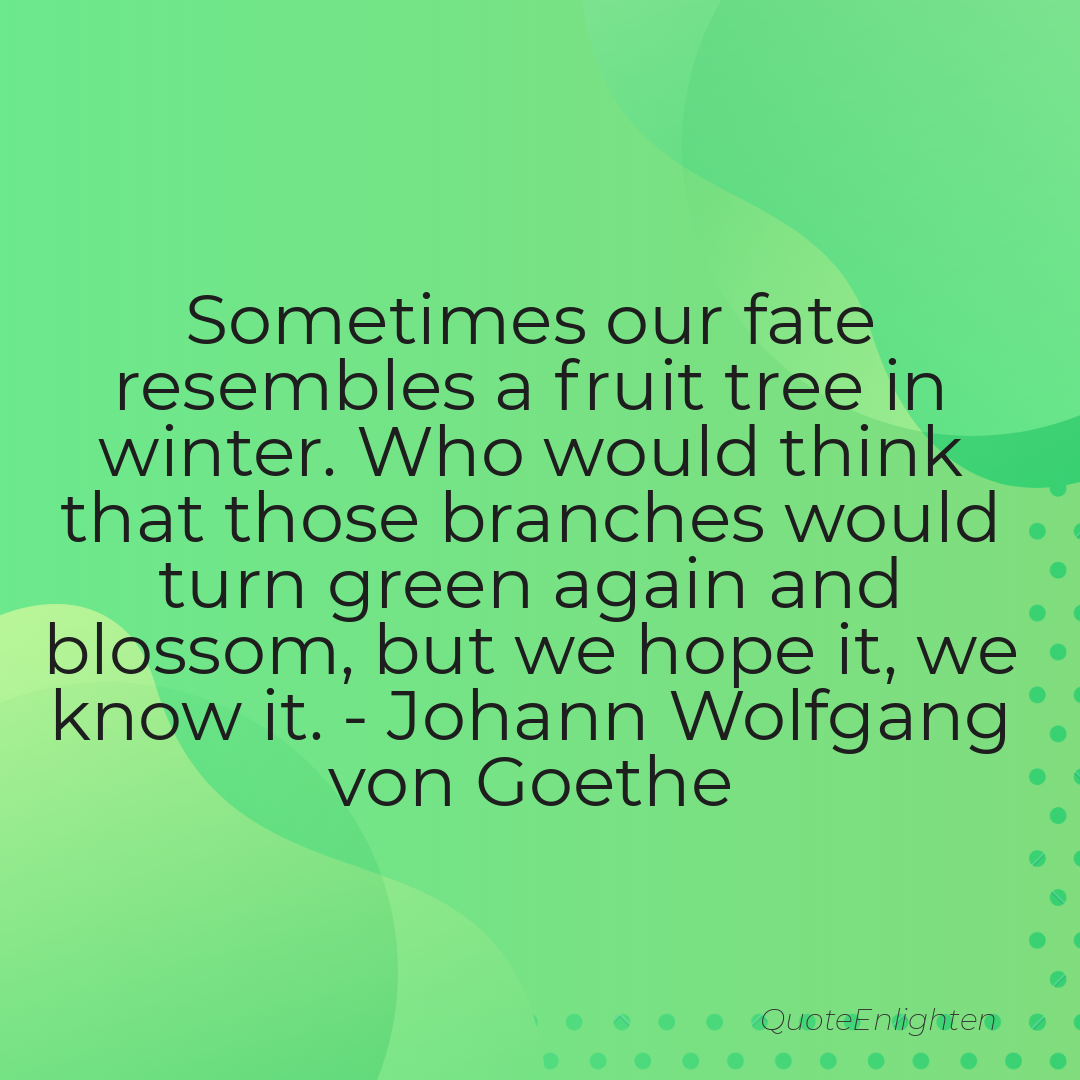 Sometimes our fate
resembles a fruit tree in
winter. Who would think
that those branches would
turn green again and
blossom, but we hope it, we
know it. - Johann Wolfgang
von Goethe
QuoteEnlighten